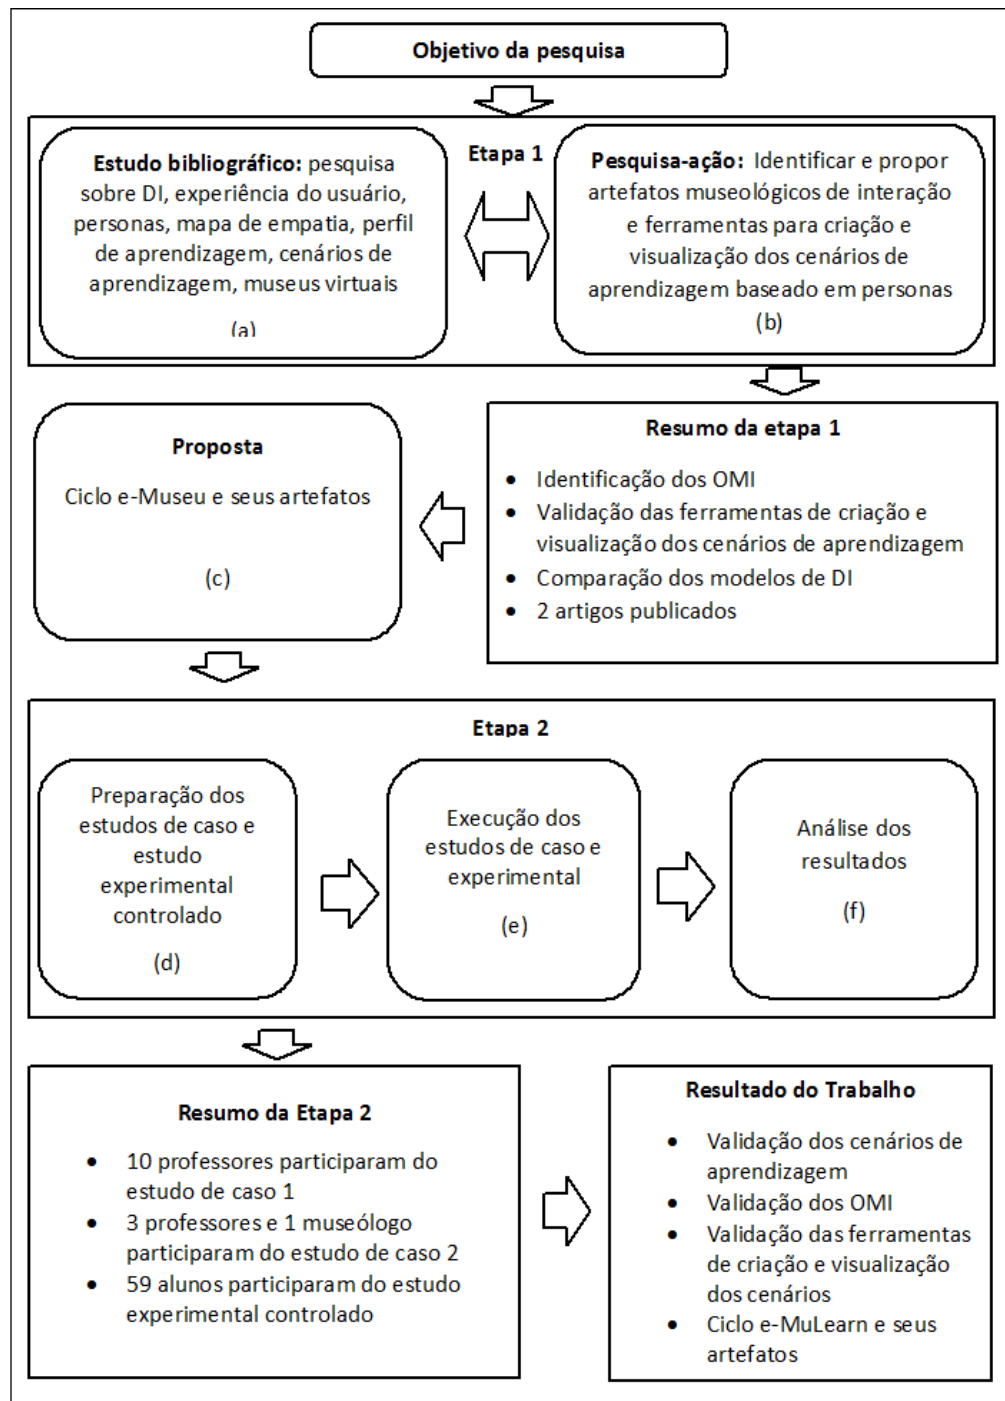 Objetivo da pesquisa
Etapa 1
Estudo bibliográfico: pesquisa
sobre DI, experiência do usuário,
personas, mapa de empatia, perfil
de aprendizagem, cenários de
aprendizagem, museus virtuais
(a)
Pesquisa-ação: Identificar e propor
artefatos museológicos de interação
e ferramentas para criação e
visualização dos cenários de
aprendizagem baseado em personas
(b)
Resumo da etapa 1
• Identificação dos OMI
• Validação das ferramentas de criação e
visualização dos cenários de aprendizagem
• Comparação dos modelos de DI
• 2 artigos publicados
Proposta
Ciclo e-Museu e seus artefatos
(c)
Etapa 2
Preparação dos
estudos de caso e
estudo
experimental
controlado
(d)
Execução dos
estudos de caso e
experimental
(e)
Análise dos
resultados
(f)
Resumo da Etapa 2
• 10 professores participaram do
estudo de caso 1
• 3 professores e 1 museólogo
participaram do estudo de caso 2
• 59 alunos participaram do estudo
experimental controlado
Resultado do Trabalho
• Validação dos cenários de
aprendizagem
• Validação dos OMI
• Validação das ferramentas
de criação e visualização
dos cenários
• Ciclo e-MuLearn e seus
artefatos